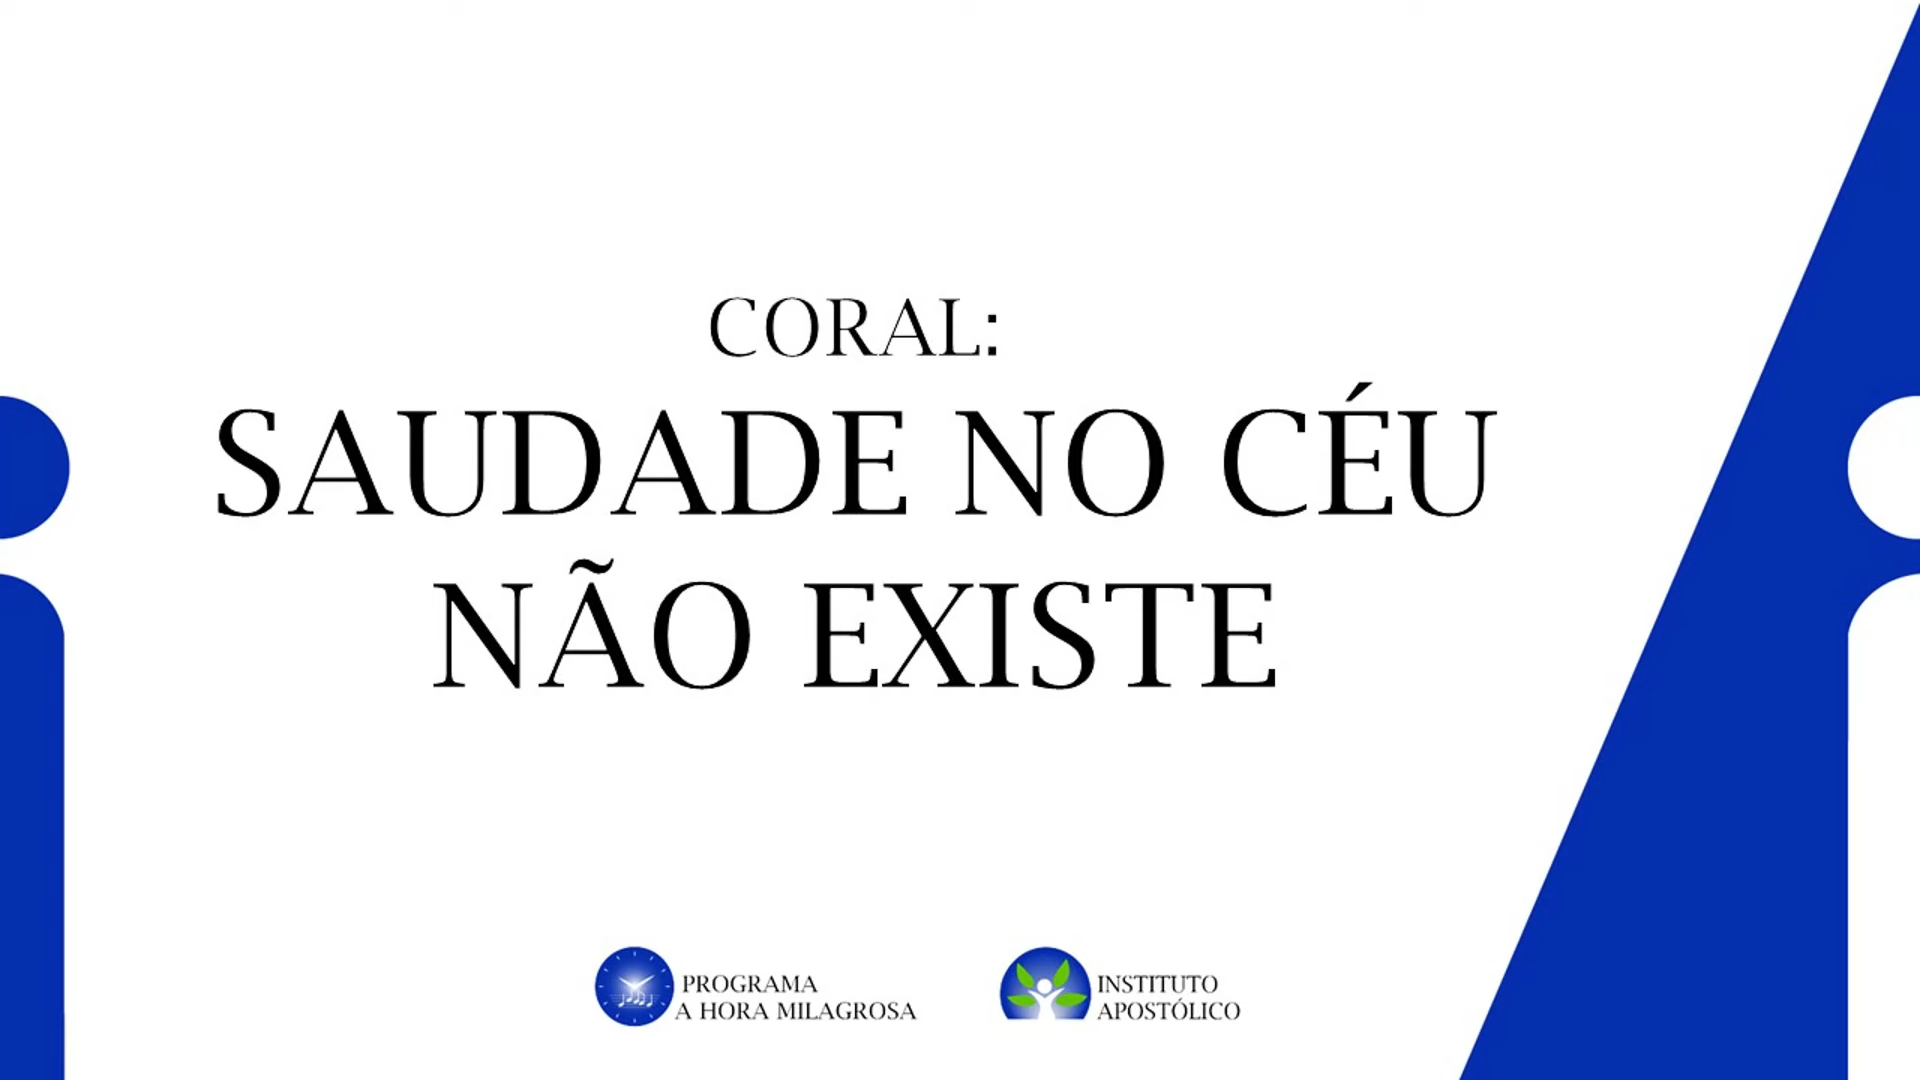 CORAL:
SAUDADE NO CÉU
NÃO EXISTE
PROGRAMA
A HORA MILAGROSA
INSTITUTO
APOSTÓLICO